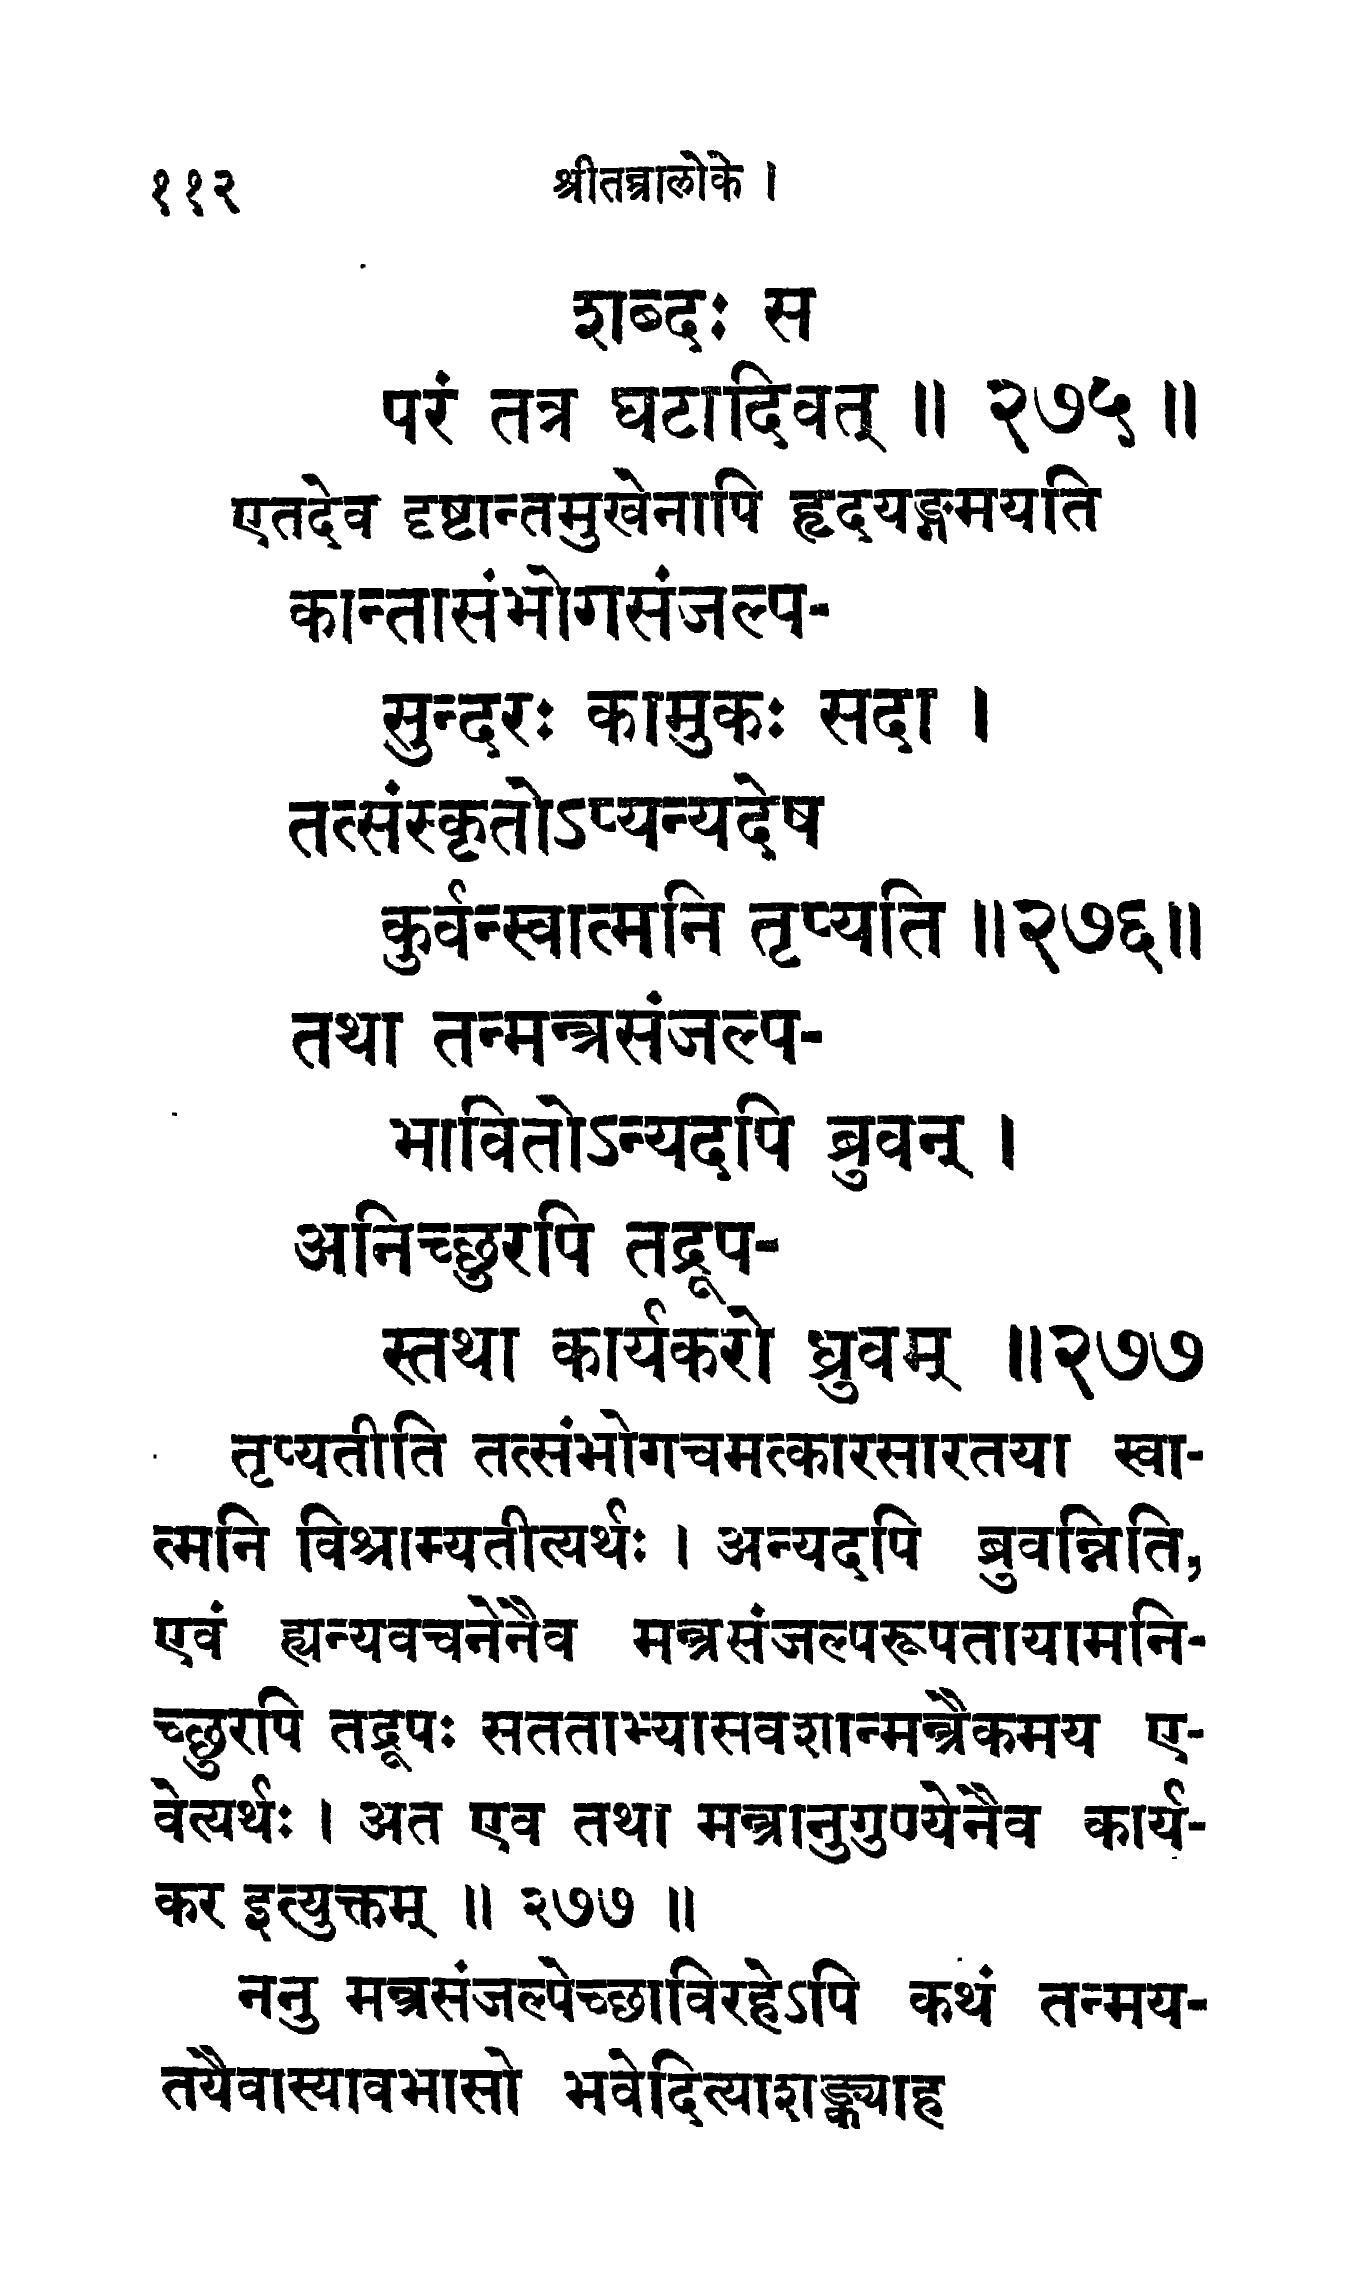 ११२ श्रीतन्त्रालोके ।
शब्दः स
परं तत्र घटादिवत् ॥ २७५ ॥
एतदेव दृष्टान्तमुखेनापि हृदयङ्गमयति
कान्तासंभोगसंजल्प-
सुन्दरः कामुकः सदा ।
तत्संस्कृतोऽप्यन्यदेष
कुर्वन्स्वात्मनि तृप्यति ॥२७६॥
तथा तन्मन्त्रसंजल्प-
भावितोऽन्यदपि ब्रुवन् ।
अनिच्छुरपि तद्रूप-
स्तथा कार्यकरो ध्रुवम् ॥२७७
तृप्यतीति तत्संभोगचमत्कारसारतया स्वा-
त्मनि विश्राम्यतीत्यर्थः । अन्यदपि ब्रुवन्निति,
एवं ह्यन्यवचनेनैव मन्त्रसंजल्परूपतायामनि-
च्छुरपि तद्रूपः सतताभ्यासवशान्मन्त्रैकमय ए-
वेत्यर्थः । अत एव तथा मन्त्रानुगुण्येनैव कार्य-
कर इत्युक्तम् ॥ २७७ ॥
ननु मन्त्रसंजल्पेच्छाविरहेऽपि कथं तन्मय-
तयैवास्यावभासो भवेदित्याशङ्क्याह